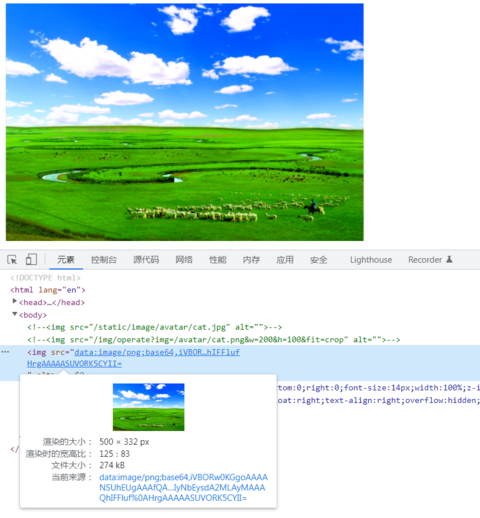 元素 控制台 源代码 网络 性能 内存 应用 安全 Lighthouse Recorder
<!DOCTYPE html>
<html lang="en">
<head>…</head>
<body>
<!--<img src="/static/image/avatar/cat.jpg" alt="">-->
<!--<img src="/img/operate?img=/avatar/cat.png&w=200&h=100&fit=crop" alt="">-->
<img src="data:image/png;base64,iVBOR…hIFFluf
HrgAAAAASUVORK5CYII=
tom:0;right:0;font-size:14px;width:100%;z-i
oat:right;text-align:right;overflow:hidden;
渲染的大小： 500 × 332 px
渲染时的宽高比： 125 : 83
文件大小： 274 kB
当前来源： data:image/png;base64,iVBORw0KGgoAAAA
NSUhEUgAAAfQA…IyNbEysdA2MLAyMAAA
QhIFFluf%0AHrgAAAAASUVORK5CYII=